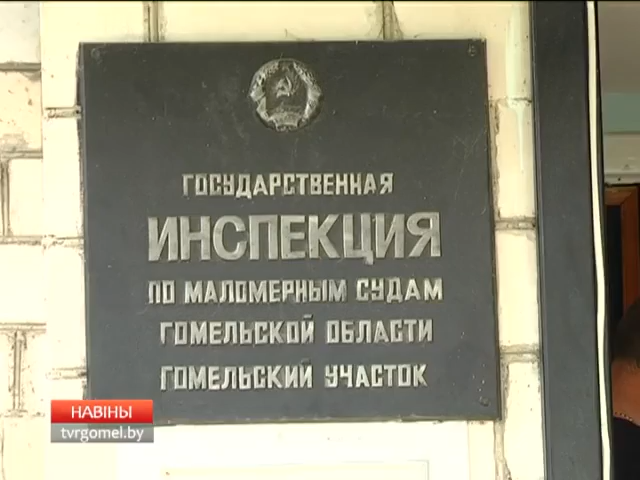 ГОСУДАРСТВЕННАЯ
ИНСПЕКЦИЯ
ПО МАЛОМЕРНЫМ СУДАМ
ГОМЕЛЬСКОЙ ОБЛАСТИ
ГОМЕЛЬСКИЙ УЧАСТОК
НАВІНЫ
tvrgomel.by